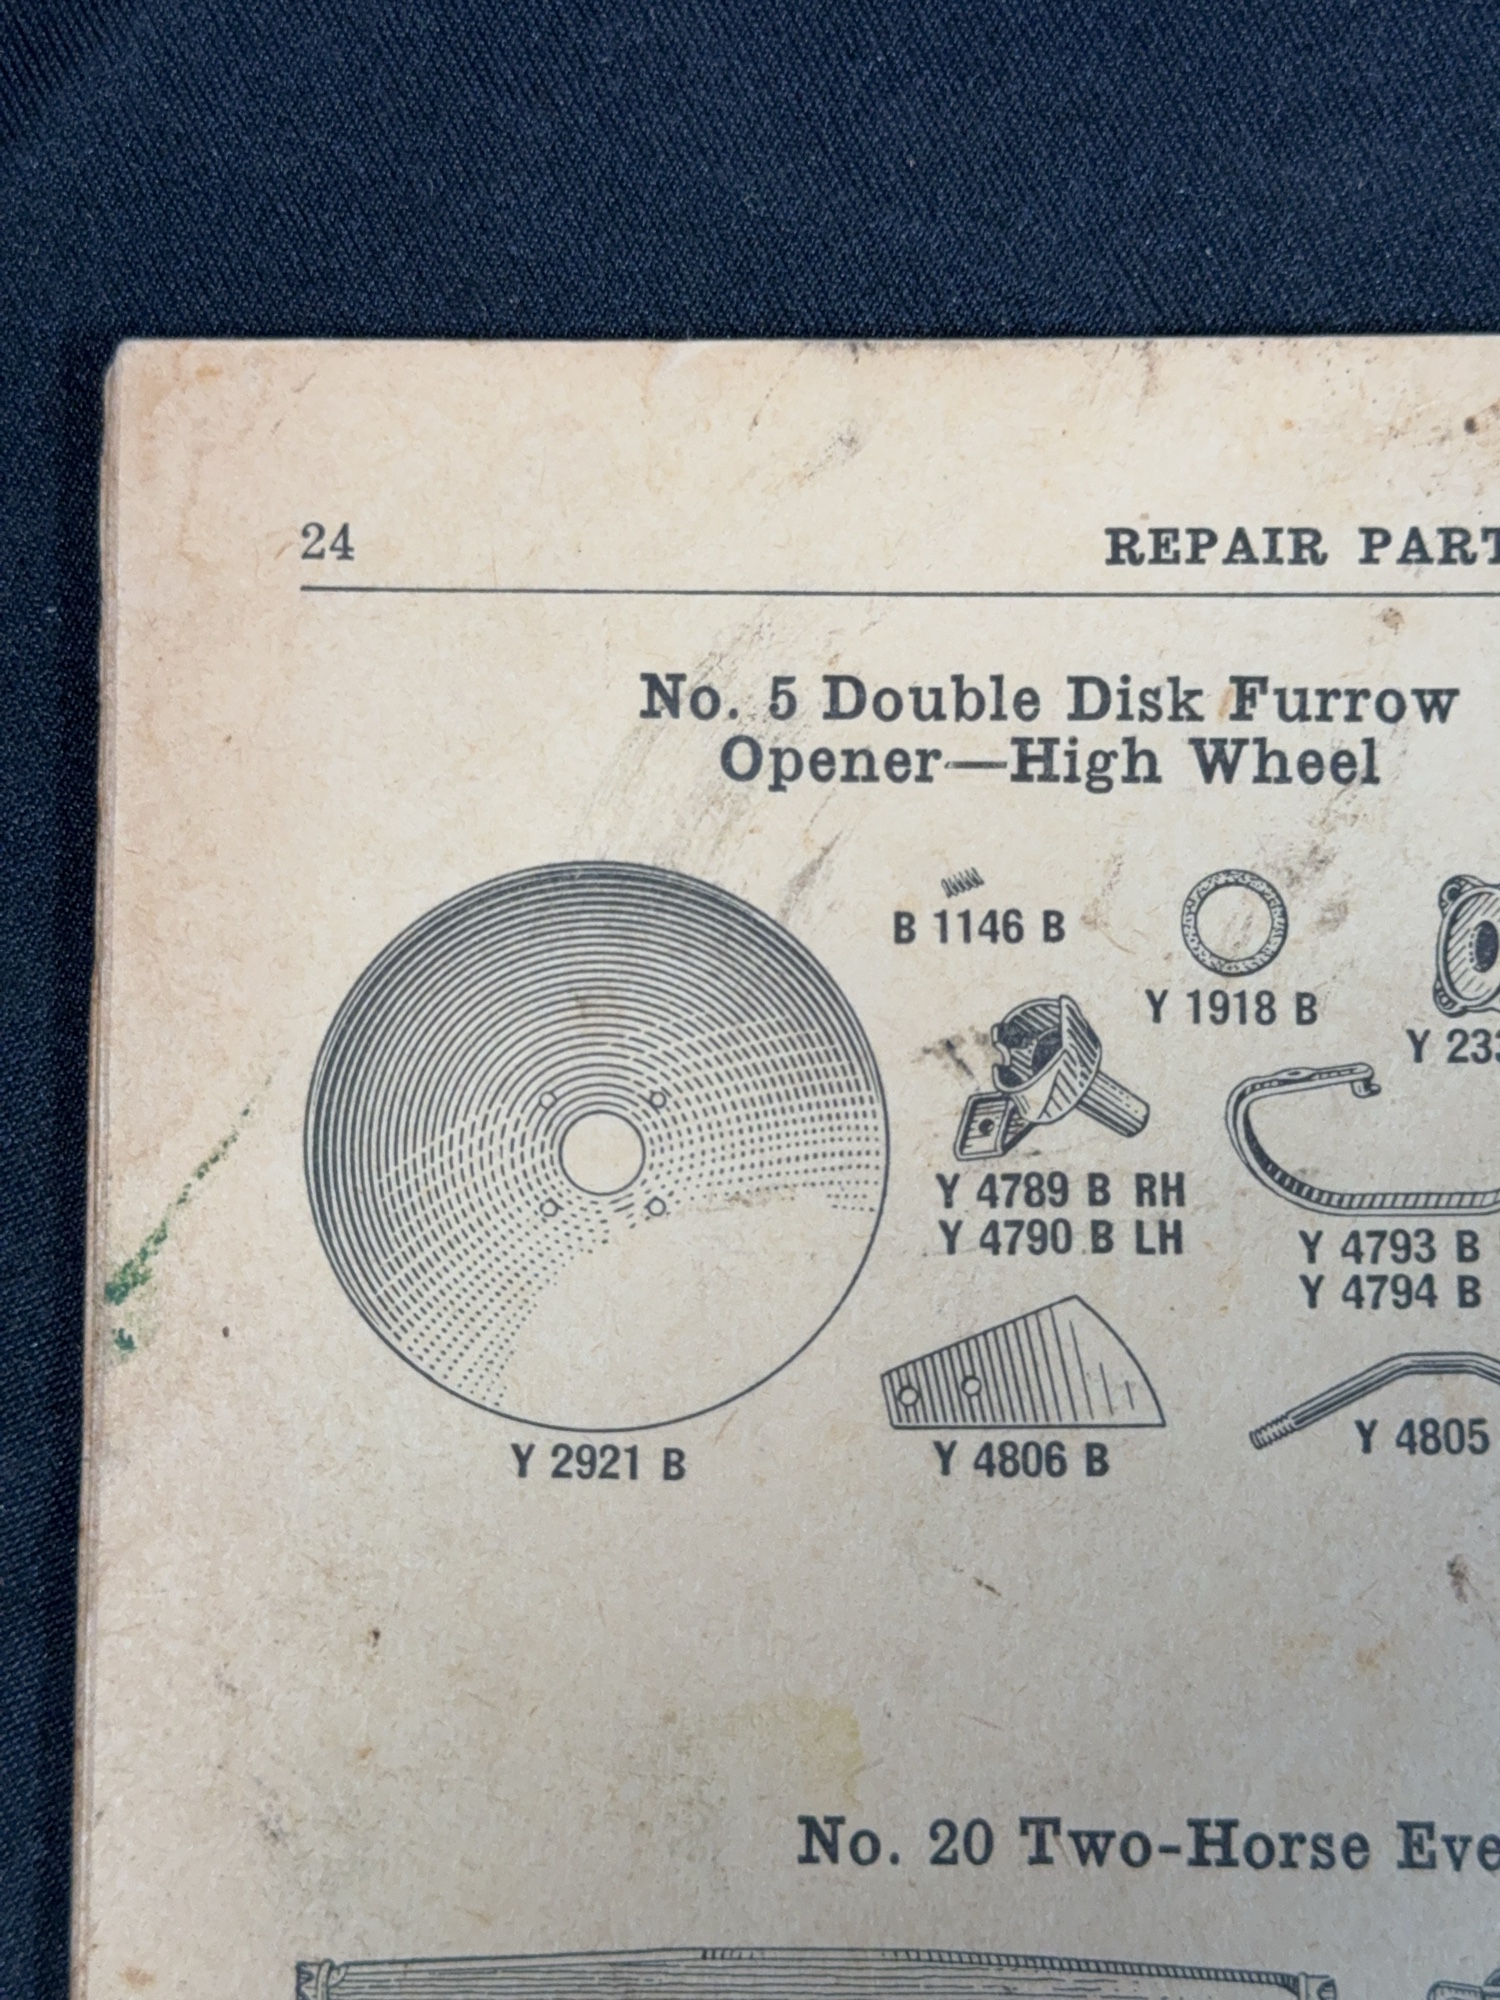 24
REPAIR PART
No. 5 Double Disk Furrow
Opener—High Wheel
B 1146 B
Y 1918 B
Y 233
Y 4789 B RH
Y 4790 B LH
Y 4793 B
Y 4794 B
Y 2921 B
Y 4806 B
Y 4805
No. 20 Two-Horse Eve